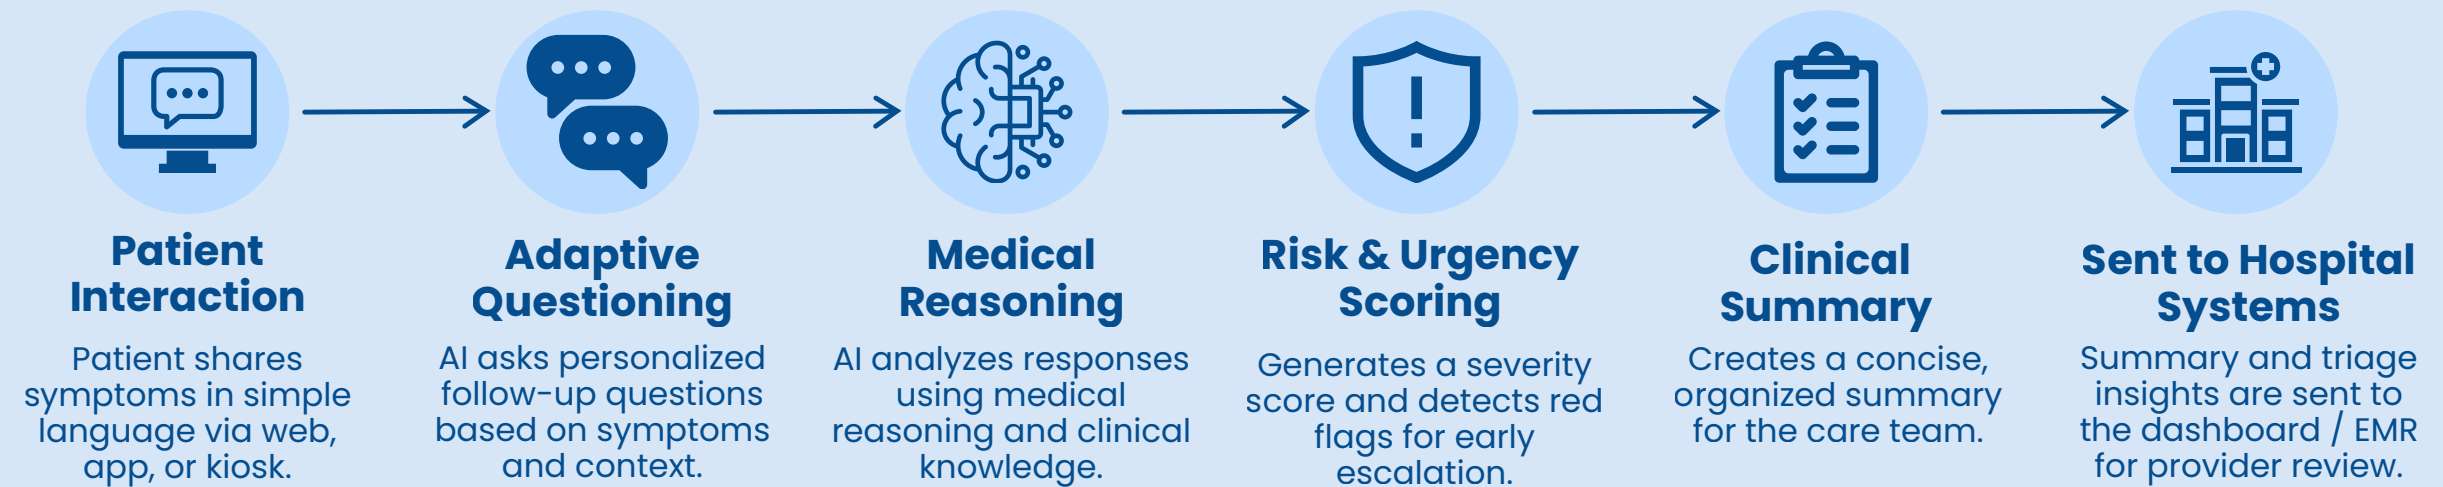 Patient
Interaction
Patient shares
symptoms in simple
language via web,
app, or kiosk.
Adaptive
Questioning
AI asks personalized
follow-up questions
based on symptoms
and context.
Medical
Reasoning
AI analyzes responses
using medical
reasoning and clinical
knowledge.
Risk & Urgency
Scoring
Generates a severity
score and detects red
flags for early
escalation.
Clinical
Summary
Creates a concise,
organized summary
for the care team.
Sent to Hospital
Systems
Summary and triage
insights are sent to
the dashboard / EMR
for provider review.